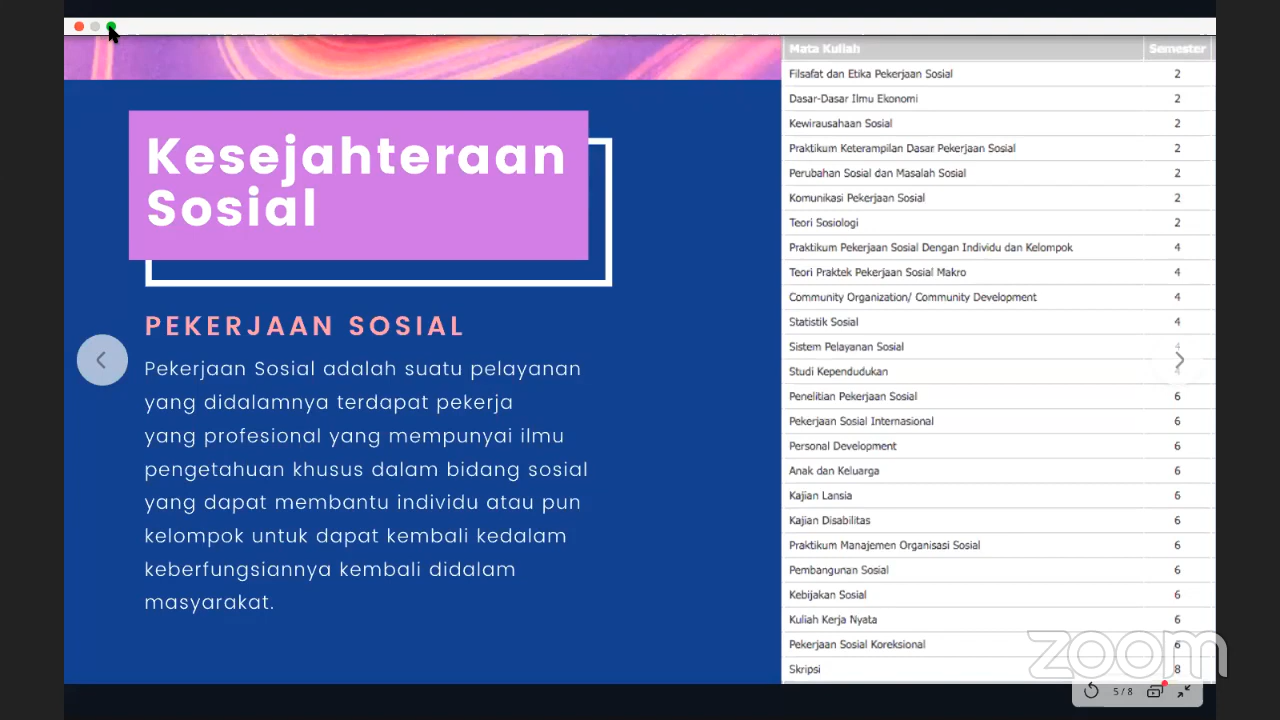 Kesejahteraan
Sosial
PEKERJAAN SOSIAL
Pekerjaan Sosial adalah suatu pelayanan
yang didalamnya terdapat pekerja
yang profesional yang mempunyai ilmu
pengetahuan khusus dalam bidang sosial
yang dapat membantu individu atau pun
kelompok untuk dapat kembali kedalam
keberfungsiannya kembali didalam
masyarakat.
Mata Kuliah Semester
Filsafat dan Etika Pekerjaan Sosial 2
Dasar-Dasar Ilmu Ekonomi 2
Kewirausahaan Sosial 2
Praktikum Keterampilan Dasar Pekerjaan Sosial 2
Perubahan Sosial dan Masalah Sosial 2
Komunikasi Pekerjaan Sosial 2
Teori Sosiologi 2
Praktikum Pekerjaan Sosial Dengan Individu dan Kelompok 4
Teori Praktek Pekerjaan Sosial Makro 4
Community Organization/ Community Development 4
Statistik Sosial 4
Sistem Pelayanan Sosial 4
Studi Kependudukan 4
Penelitian Pekerjaan Sosial 6
Pekerjaan Sosial Internasional 6
Personal Development 6
Anak dan Keluarga 6
Kajian Lansia 6
Kajian Disabilitas 6
Praktikum Manajemen Organisasi Sosial 6
Pembangunan Sosial 6
Kebijakan Sosial 6
Kuliah Kerja Nyata 6
Pekerjaan Sosial Koreksional 6
Skripsi 8
zoom
5/8